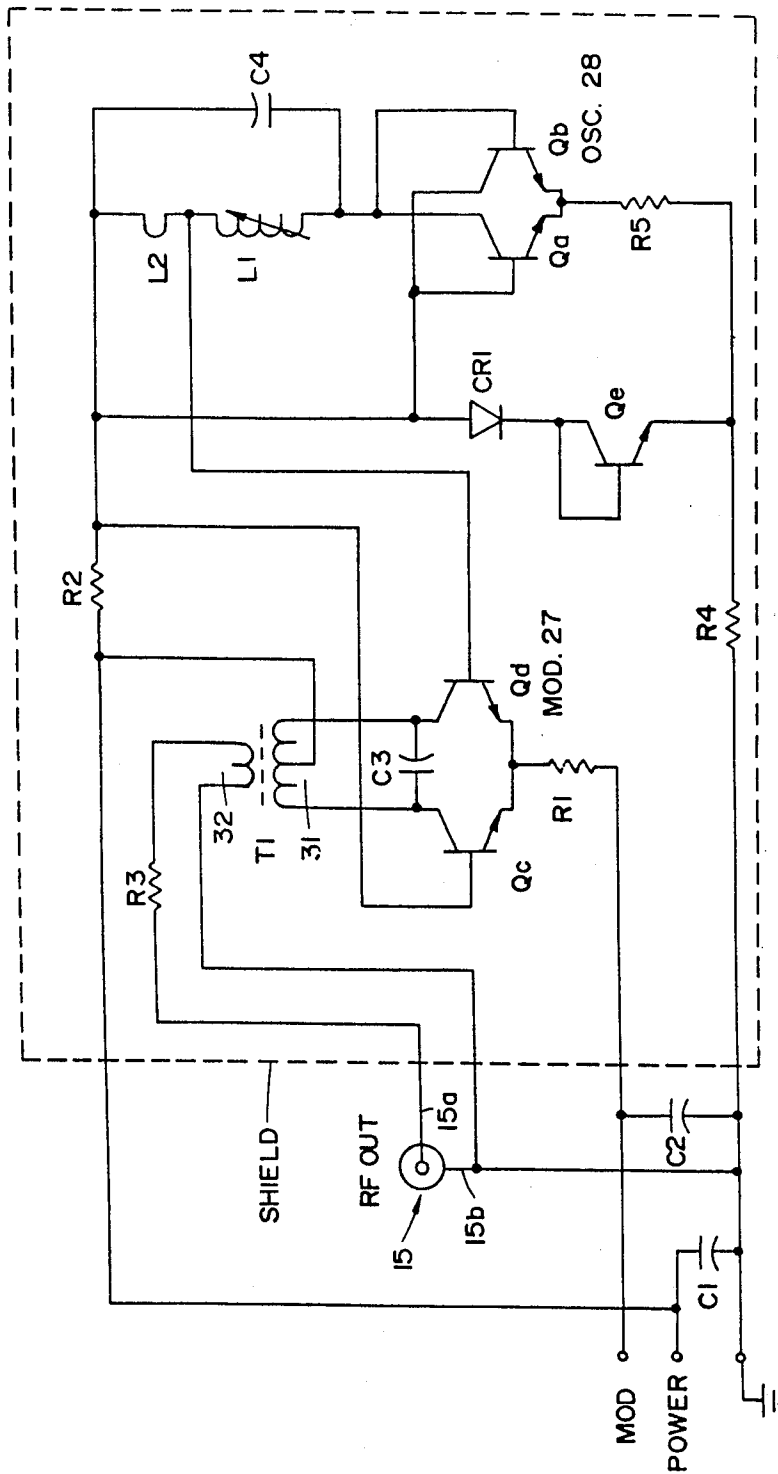 C4
L2
L1
Qb
OSC. 28
Qa
R5
CR1
Qe
R2
R4
Qd
MOD. 27
C3
T1
32
31
R1
Qc
R3
SHIELD
RF OUT
15a
15
15b
C2
C1
MOD
POWER